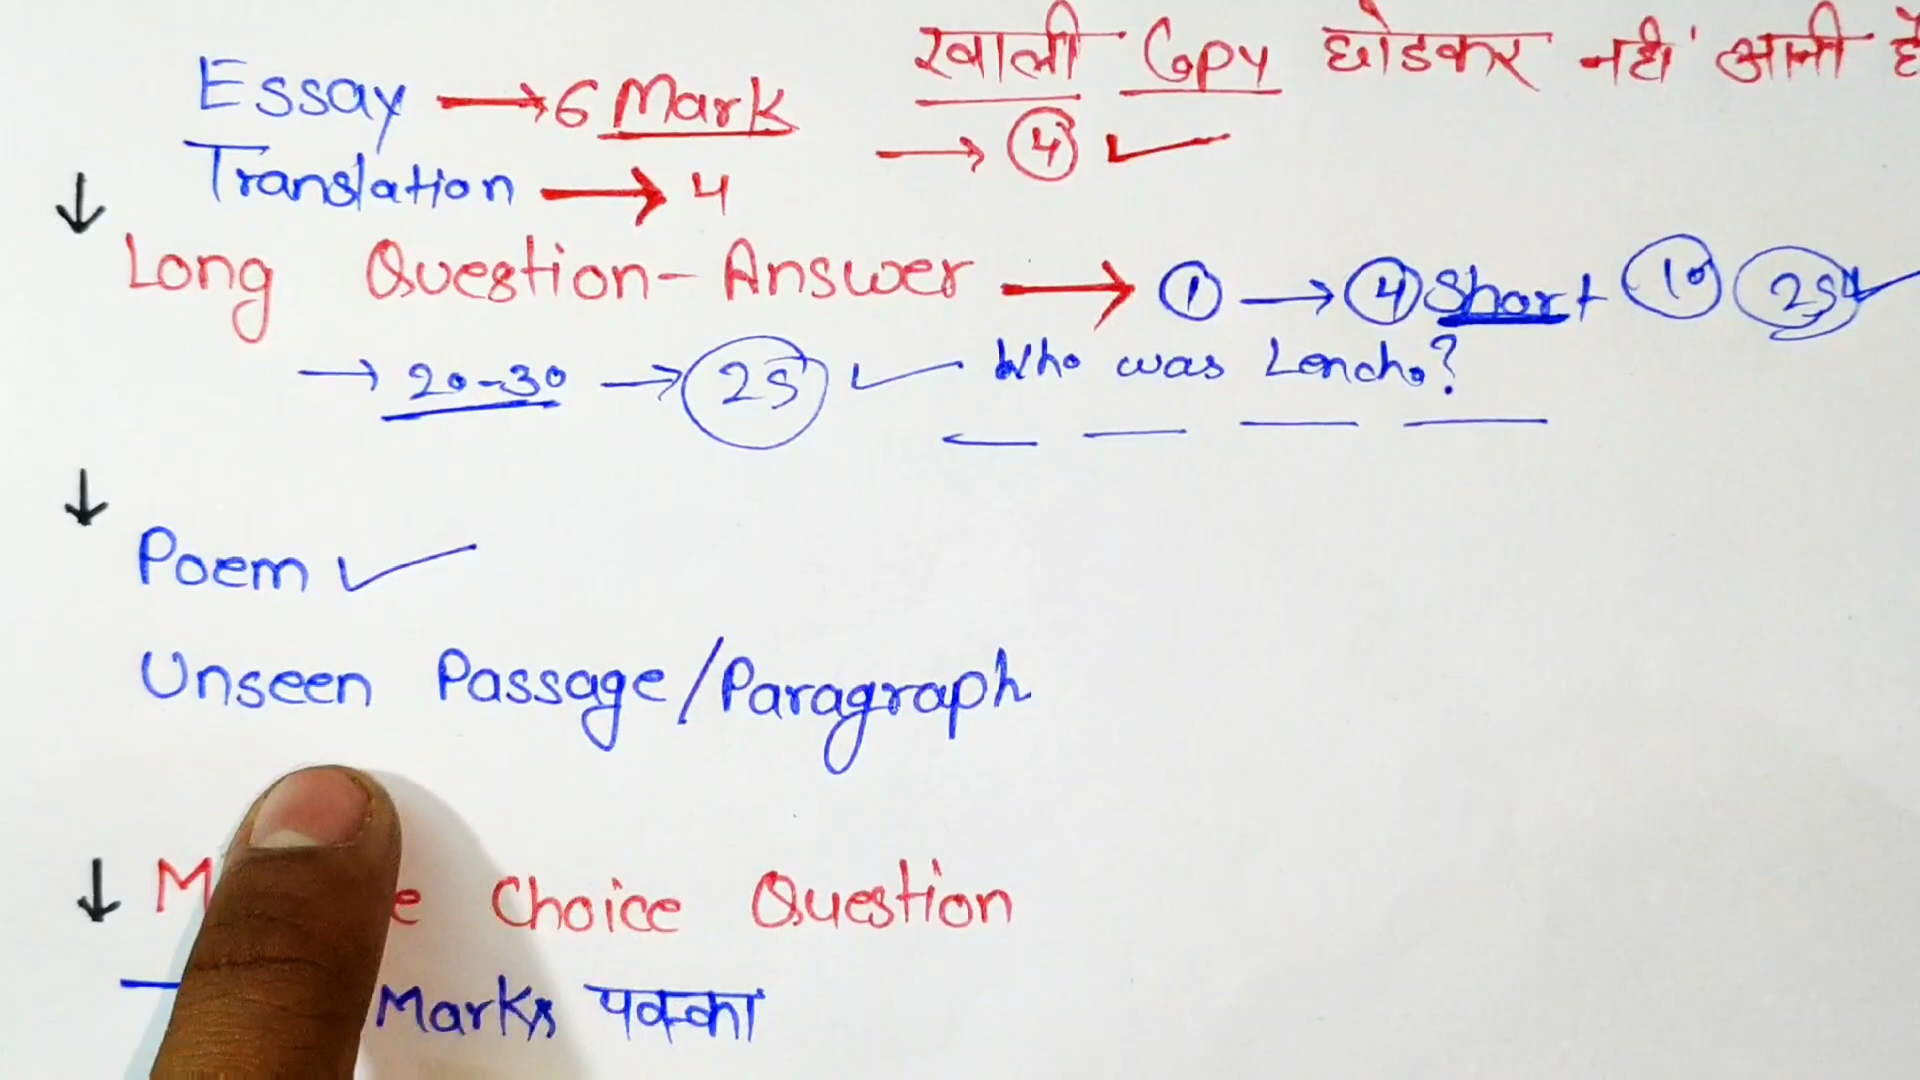 खाली Copy छोडकर नहीं आनी है
Essay → 6 Mark → ④ ✓
Translation → 4
↓
Long Question-Answer → ① → ④ Short ⑩ 25 ✓
→ 20-30 → 25 ✓ Who was Lencho?
↓
Poem ✓
Unseen Passage/Paragraph
↓ Choice Question
Marks पक्का